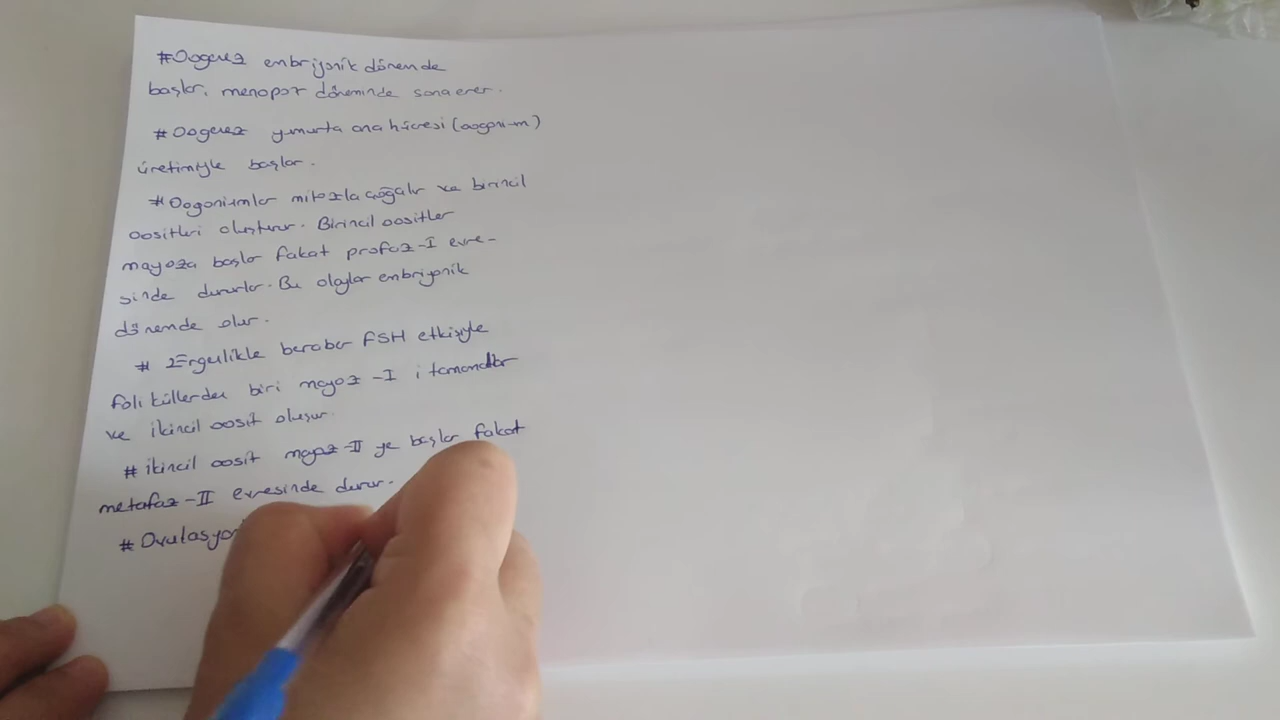 #Oogenez embriyonik dönemde
başlar, menopoz döneminde sona erer.
#Oogenez yumurta ana hücresi (oogonium)
üretimiyle başlar.
#Oogoniumlar mitozla çoğalır ve birincil
oositleri oluşturur. Birincil oositler
mayoza başlar fakat profaz-I evre-
sinde dururlar. Bu olaylar embriyonik
dönemde olur.
# Ergenlikle beraber FSH etkisiyle
foliküllerden biri mayoz-I i tamamlar
ve ikincil oosit oluşur.
# ikincil oosit mayoz-II ye başlar fakat
metafaz-II evresinde durur.
# Ovulasyon